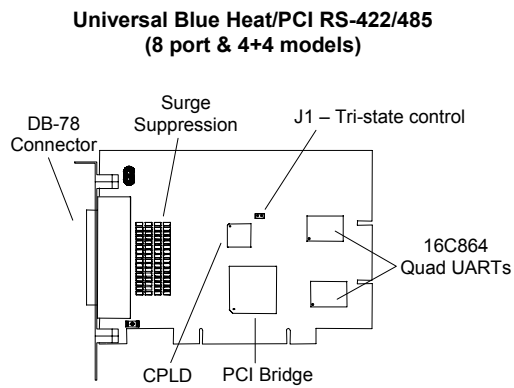 Universal Blue Heat/PCI RS-422/485
(8 port & 4+4 models)
Surge
Suppression
J1 – Tri-state control
DB-78
Connector
16C864
Quad UARTs
CPLD
PCI Bridge